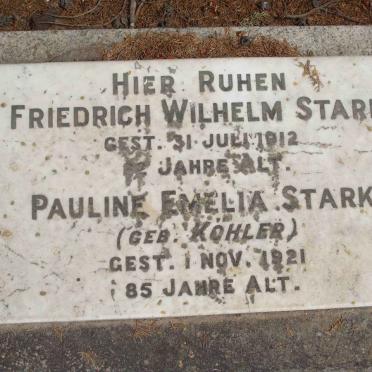 HIER RUHEN
FRIEDRICH WILHELM STAR
GEST. 31 JULI 1912
JAHRE ALT.
PAULINE EMELIA STARK
(GEB. KÖHLER)
GEST. 1 NOV. 1921
85 JAHRE ALT.